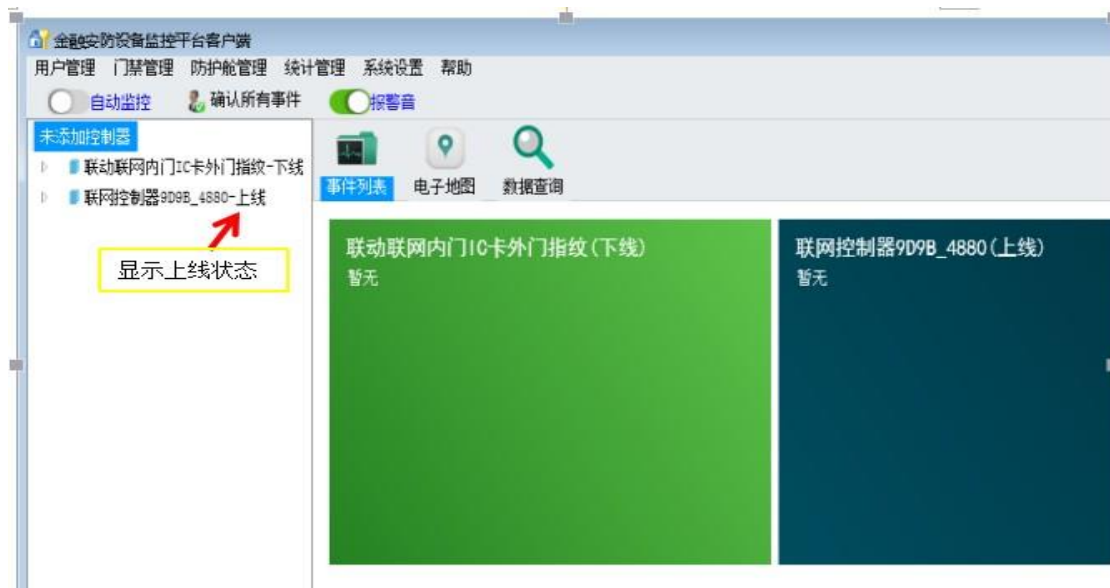 金融安防设备监控平台客户端
用户管理 门禁管理 防护舱管理 统计管理 系统设置 帮助
自动监控 确认所有事件 报警音
未添加控制器
联动联网内门IC卡外门指纹-下线
联网控制器9D9B_4880-上线
显示上线状态
事件列表 电子地图 数据查询
联动联网内门IC卡外门指纹(下线)
暂无
联网控制器9D9B_4880(上线)
暂无